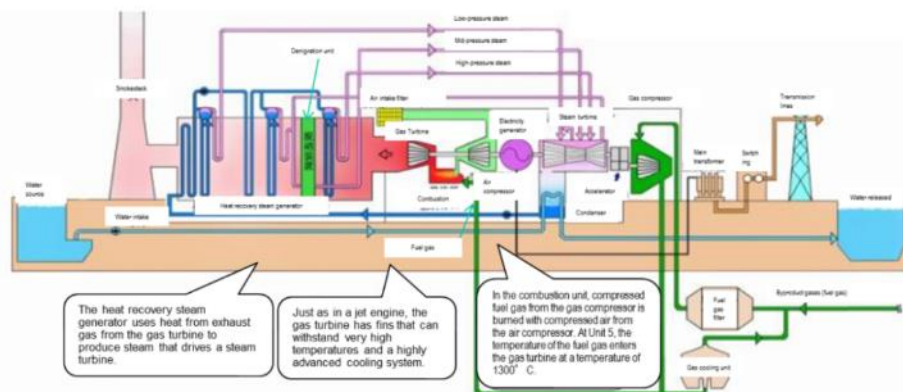 Low-pressure steam
Mid-pressure steam
High-pressure steam
Smokestack
Air intake filter
Gas compressor
Transmission
lines
Gas Turbine
Electricity
generator
Steam turbine
Main
transformer
Switch
ing
Water
source
Water intake
Heat recovery steam generator
Combustion
Air
compressor
Accelerator
Condenser
Water released
Fuel gas
The heat recovery steam
generator uses heat from exhaust
gas from the gas turbine to
produce steam that drives a steam
turbine.
Just as in a jet engine, the
gas turbine has fins that can
withstand very high
temperatures and a highly
advanced cooling system.
In the combustion unit, compressed
fuel gas from the gas compressor is
burned with compressed air from
the air compressor. At Unit 5, the
temperature of the fuel gas enters
the gas turbine at a temperature of
1300° C.
Fuel
gas
filter
Byproduct gases (fuel gas)
Gas cooling unit